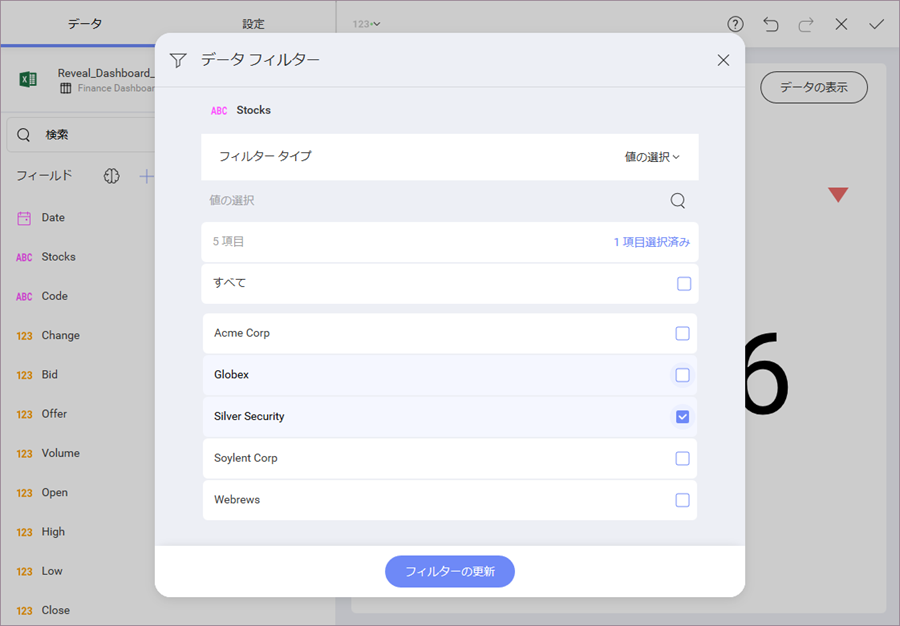 データ
設定
123
?
Reveal_Dashboard_
Finance Dashboar
データの表示
検索
フィールド
Date
ABC Stocks
ABC Code
123 Change
123 Bid
123 Offer
123 Volume
123 Open
123 High
123 Low
123 Close
6
データ フィルター
ABC Stocks
フィルター タイプ 値の選択
値の選択
5 項目 1 項目選択済み
すべて
Acme Corp
Globex
Silver Security
Soylent Corp
Webrews
フィルターの更新